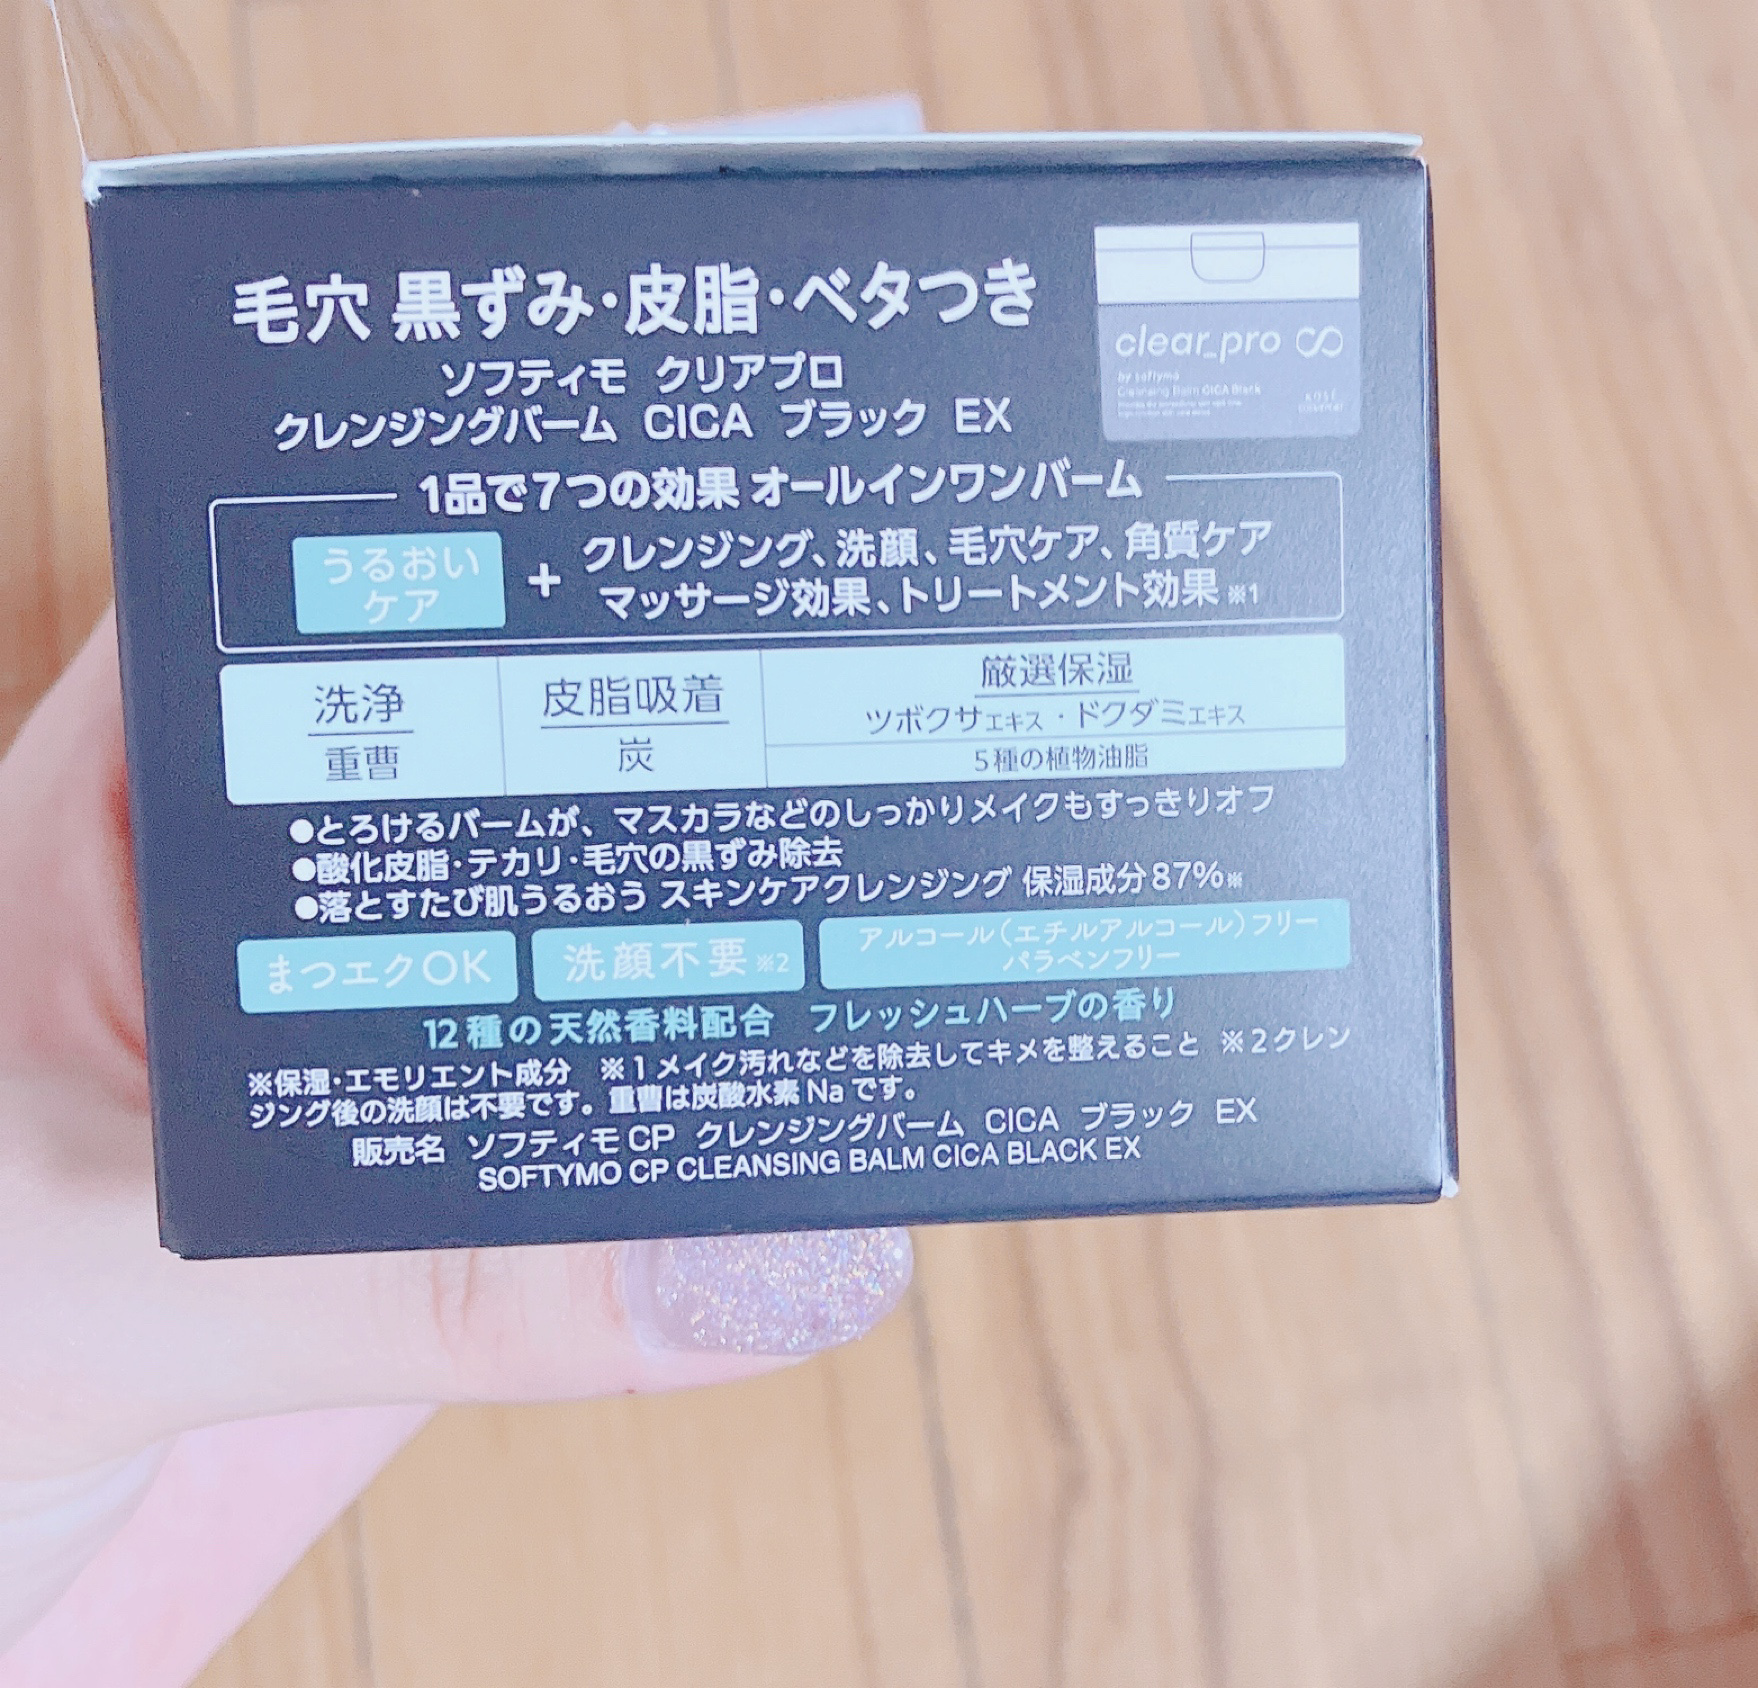 毛穴 黒ずみ・皮脂・ベタつき
ソフティモ クリアプロ
クレンジングバーム CICA ブラック EX
clear_pro
by softymo
Cleansing Balm CICA Black
1品で7つの効果 オールインワンバーム
うるおい
ケア
+
クレンジング、洗顔、毛穴ケア、角質ケア
マッサージ効果、トリートメント効果※1
洗浄
重曹
皮脂吸着
炭
厳選保湿
ツボクサエキス・ドクダミエキス
5種の植物油脂
●とろけるバームが、マスカラなどのしっかりメイクもすっきりオフ
●酸化皮脂・テカリ・毛穴の黒ずみ除去
●落とすたび肌うるおう スキンケアクレンジング 保湿成分87%※
まつエクOK
洗顔不要※2
アルコール（エチルアルコール）フリー
パラベンフリー
12種の天然香料配合 フレッシュハーブの香り
※保湿・エモリエント成分 ※1メイク汚れなどを除去してキメを整えること ※2クレン
ジング後の洗顔は不要です。重曹は炭酸水素Naです。
販売名 ソフティモCP クレンジングバーム CICA ブラック EX
SOFTYMO CP CLEANSING BALM CICA BLACK EX